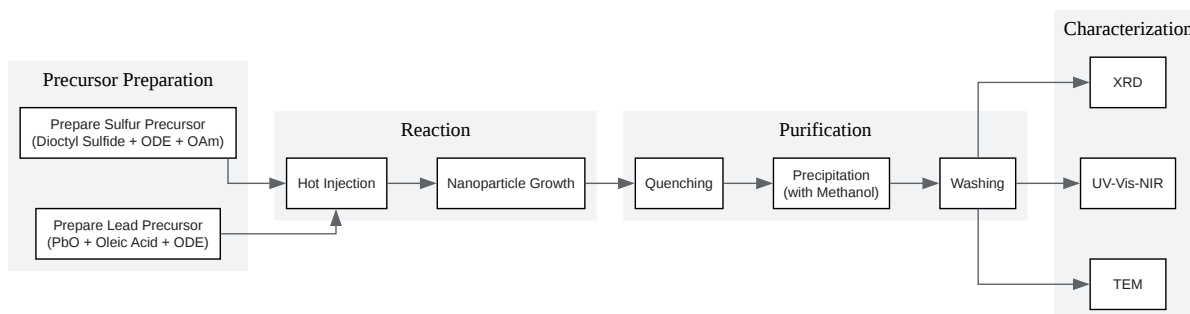 Precursor Preparation
Prepare Sulfur Precursor
(Dioctyl Sulfide + ODE + OAm)
Prepare Lead Precursor
(PbO + Oleic Acid + ODE)
Reaction
Hot Injection
Nanoparticle Growth
Purification
Quenching
Precipitation
(with Methanol)
Washing
Characterization
XRD
UV-Vis-NIR
TEM